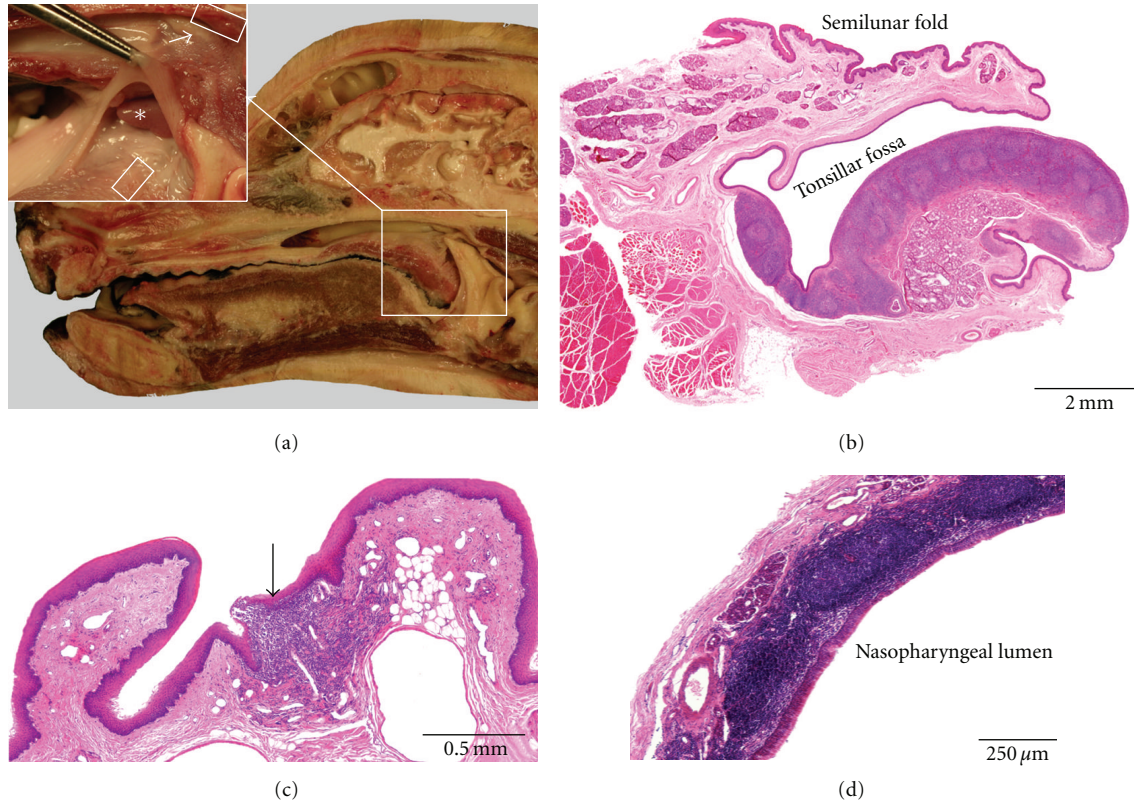 *
Semilunar fold
Tonsillar fossa
2 mm
(a)
(b)
0.5 mm
Nasopharyngeal lumen
250 µm
(c)
(d)